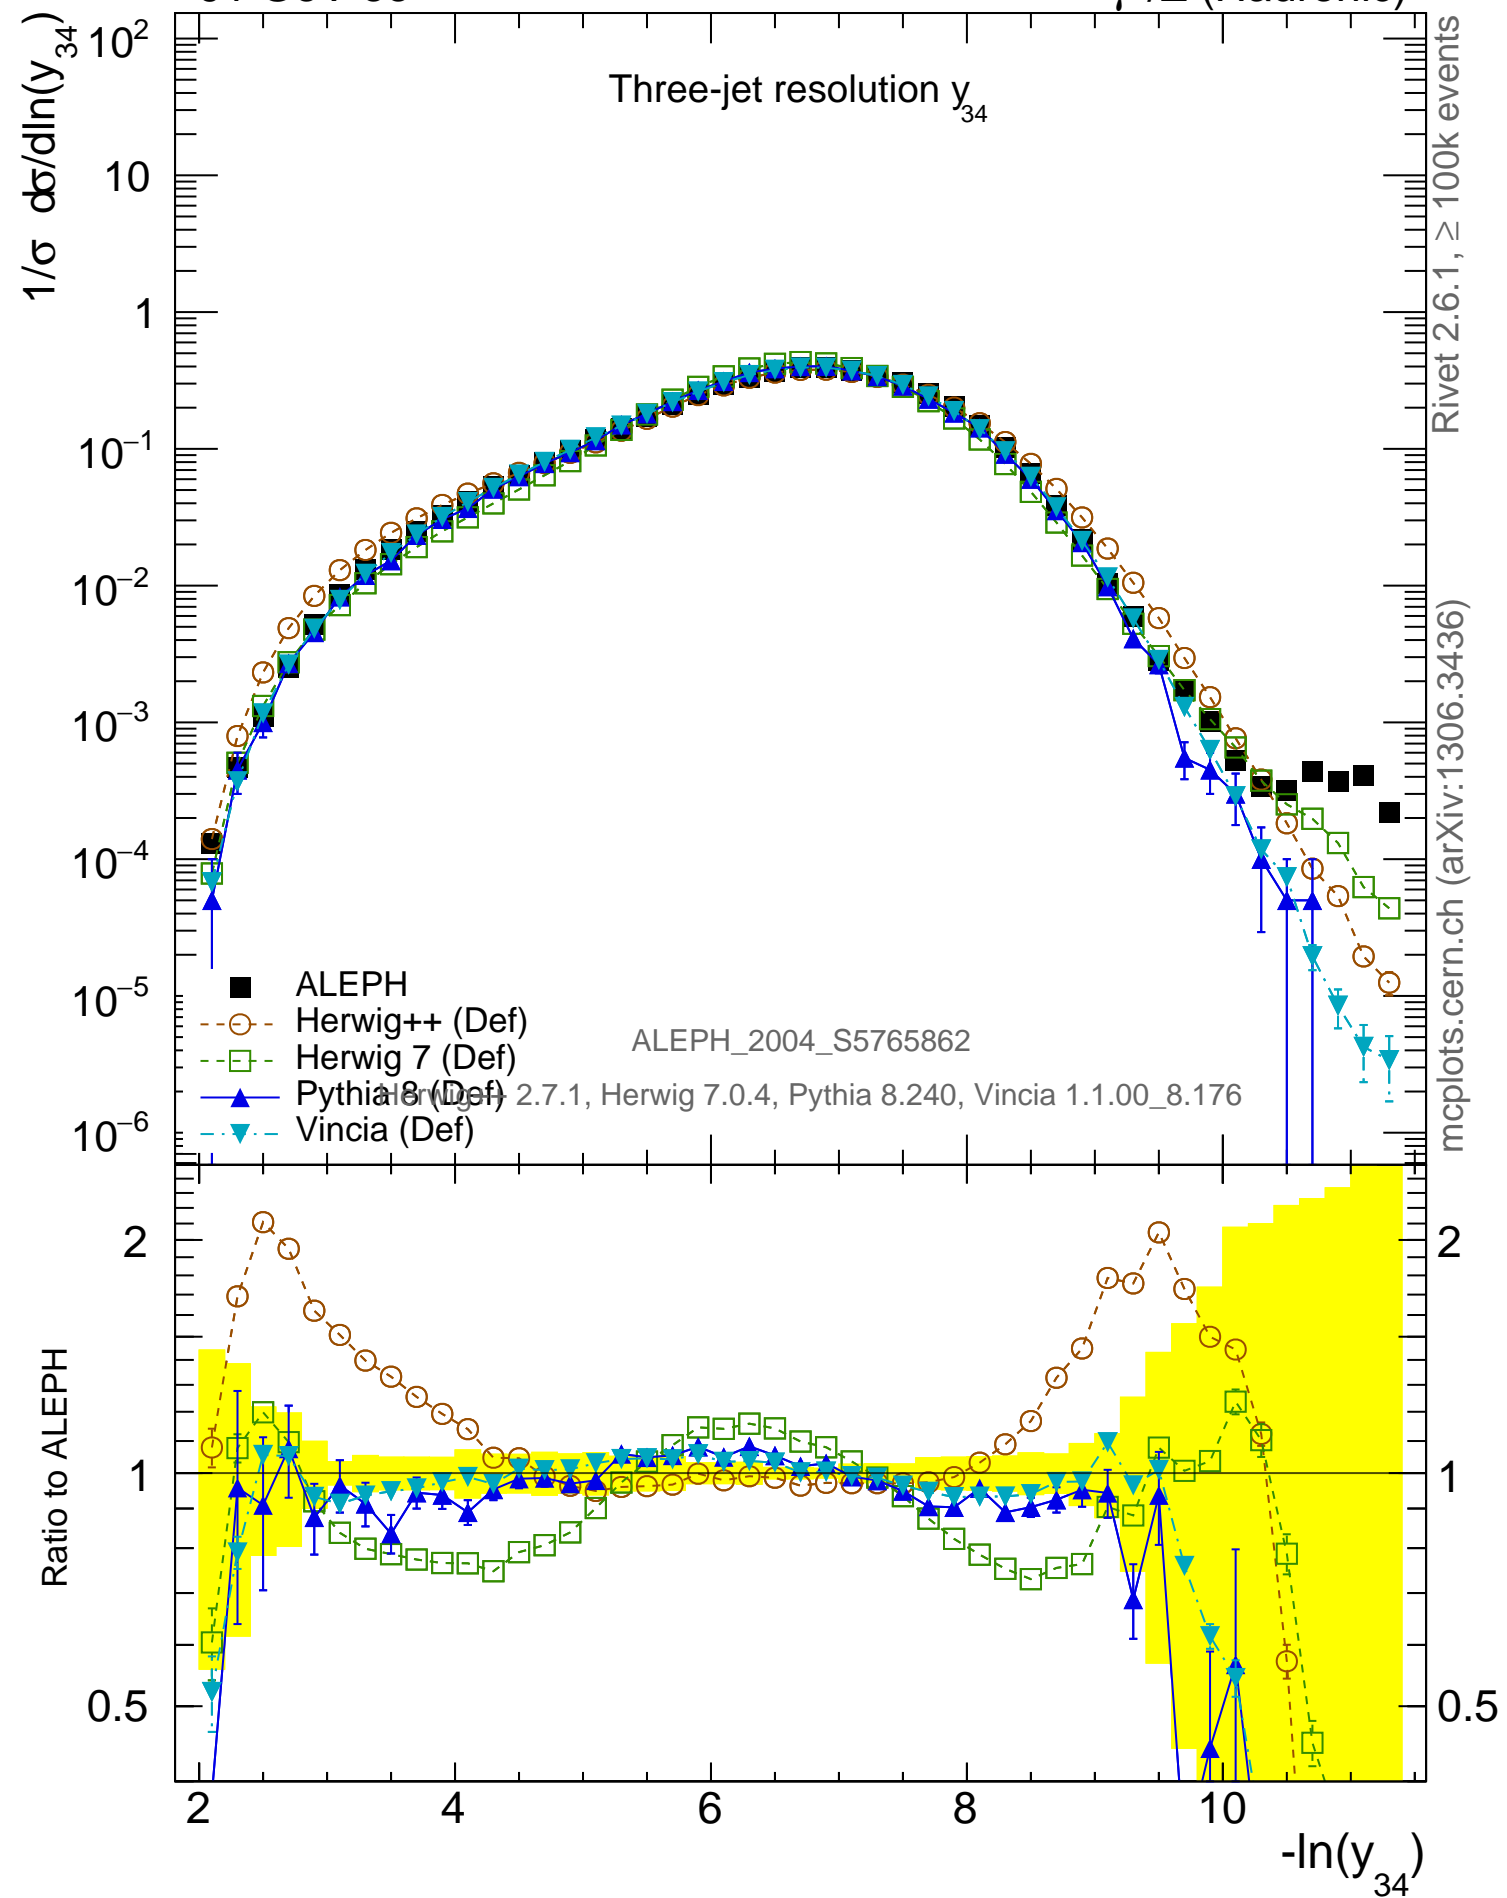 1/σ dσ/dln(y34)
Three-jet resolution y34
10²
10
1
10⁻¹
10⁻²
10⁻³
10⁻⁴
10⁻⁵
10⁻⁶
ALEPH
Herwig++ (Def)
Herwig 7 (Def)
Pythia 8 (Def)
Vincia (Def)
ALEPH_2004_S5765862
Herwig++ 2.7.1, Herwig 7.0.4, Pythia 8.240, Vincia 1.1.00_8.176
Rivet 2.6.1, ≥ 100k events
mcplots.cern.ch (arXiv:1306.3436)
Ratio to ALEPH
2
1
0.5
2
1
0.5
2 4 6 8 10
-ln(y34)